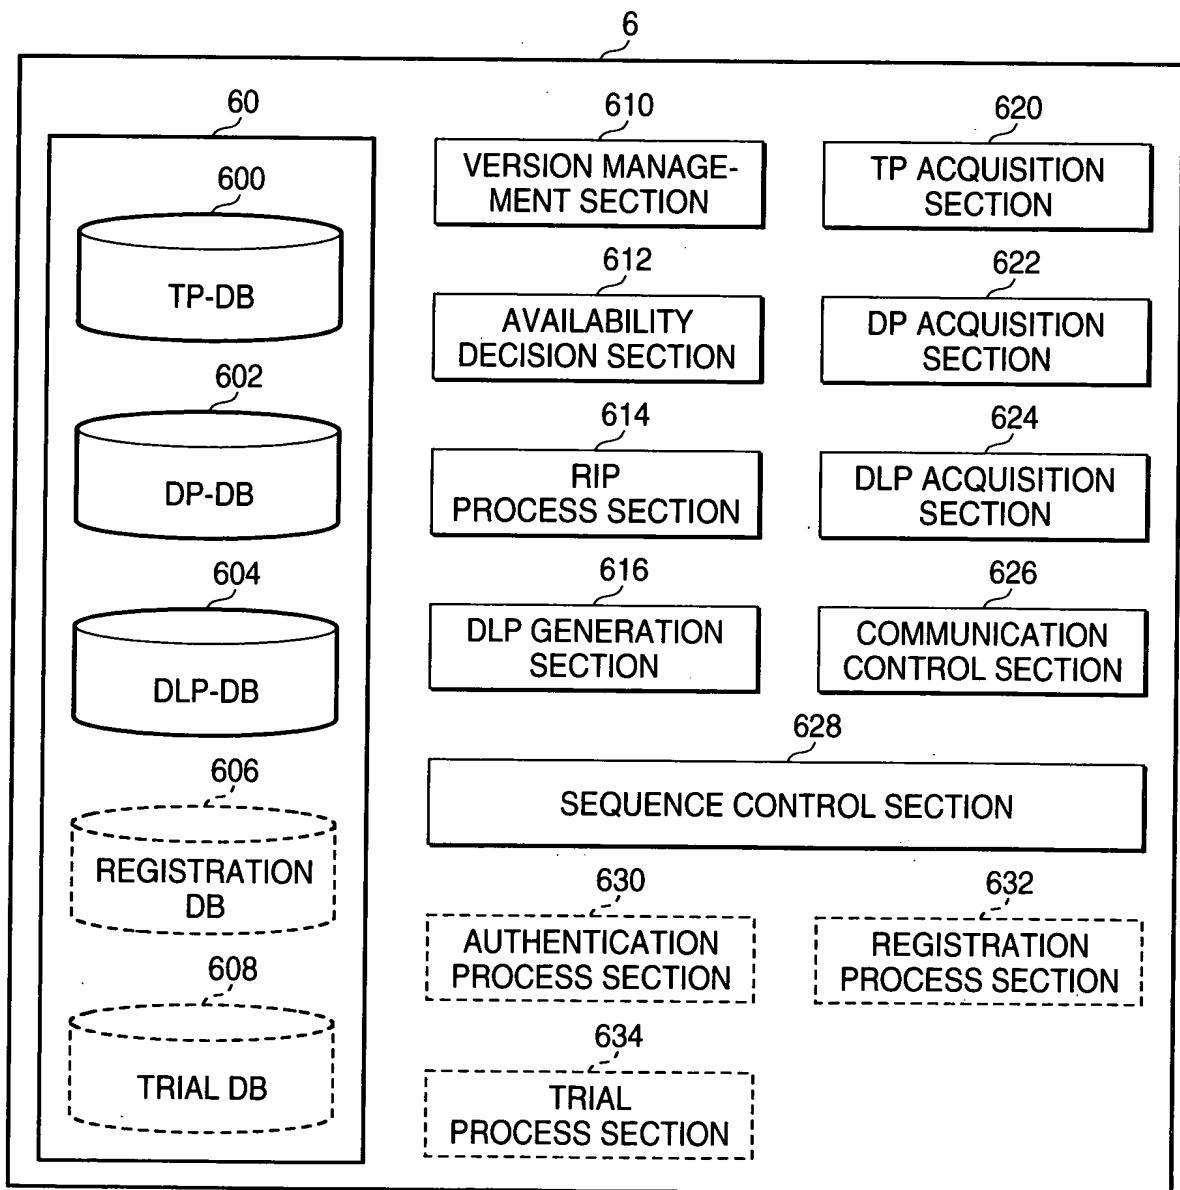 6
60
600
TP-DB
602
DP-DB
604
DLP-DB
606
REGISTRATION
DB
608
TRIAL DB
610
VERSION MANAGE-
MENT SECTION
612
AVAILABILITY
DECISION SECTION
614
RIP
PROCESS SECTION
616
DLP GENERATION
SECTION
620
TP ACQUISITION
SECTION
622
DP ACQUISITION
SECTION
624
DLP ACQUISITION
SECTION
626
COMMUNICATION
CONTROL SECTION
628
SEQUENCE CONTROL SECTION
630
AUTHENTICATION
PROCESS SECTION
632
REGISTRATION
PROCESS SECTION
634
TRIAL
PROCESS SECTION